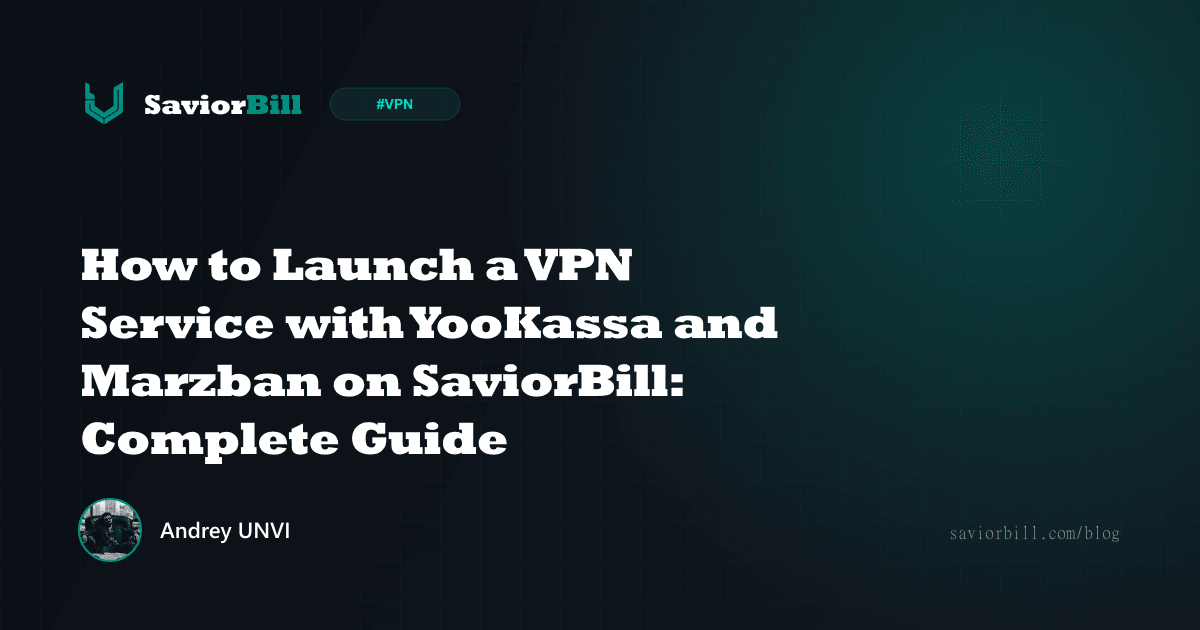 SaviorBill
#VPN
How to Launch a VPN
Service with YooKassa and
Marzban on SaviorBill:
Complete Guide
Andrey UNVI
saviorbill.com/blog